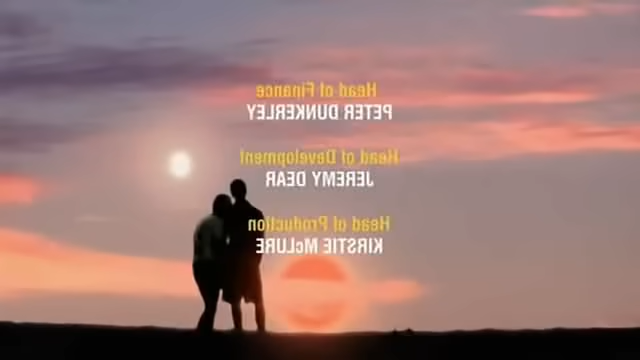 Head of Finance
PETER DUNKERLEY
Head of Development
JEREMY DEAR
Head of Production
KIRSTIE McLURE